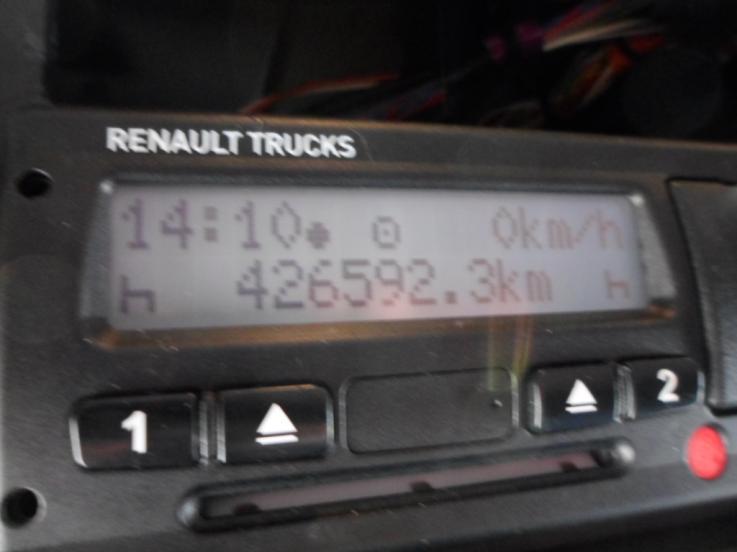 RENAULT TRUCKS
14:10 0km/h
426592.3km
1 2